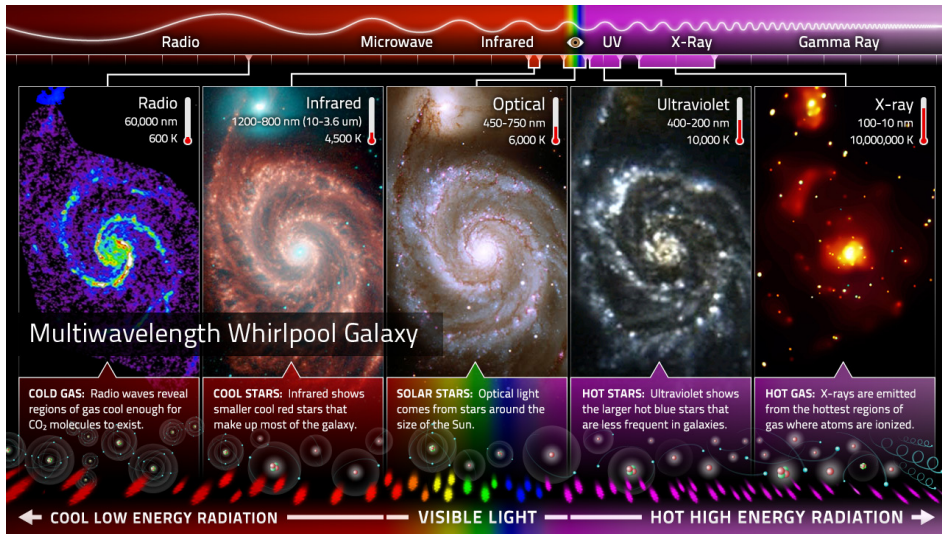 Radio
Microwave
Infrared
UV
X-Ray
Gamma Ray
Radio
60,000 nm
600 K
Infrared
1200-800 nm (10-3.6 um)
4,500 K
Optical
450-750 nm
6,000 K
Ultraviolet
400-200 nm
10,000 K
X-ray
100-10 nm
10,000,000 K
Multiwavelength Whirlpool Galaxy
COLD GAS: Radio waves reveal
regions of gas cool enough for
CO₂ molecules to exist.
COOL STARS: Infrared shows
smaller cool red stars that
make up most of the galaxy.
SOLAR STARS: Optical light
comes from stars around the
size of the Sun.
HOT STARS: Ultraviolet shows
the larger hot blue stars that
are less frequent in galaxies.
HOT GAS: X-rays are emitted
from the hottest regions of
gas where atoms are ionized.
COOL LOW ENERGY RADIATION
VISIBLE LIGHT
HOT HIGH ENERGY RADIATION